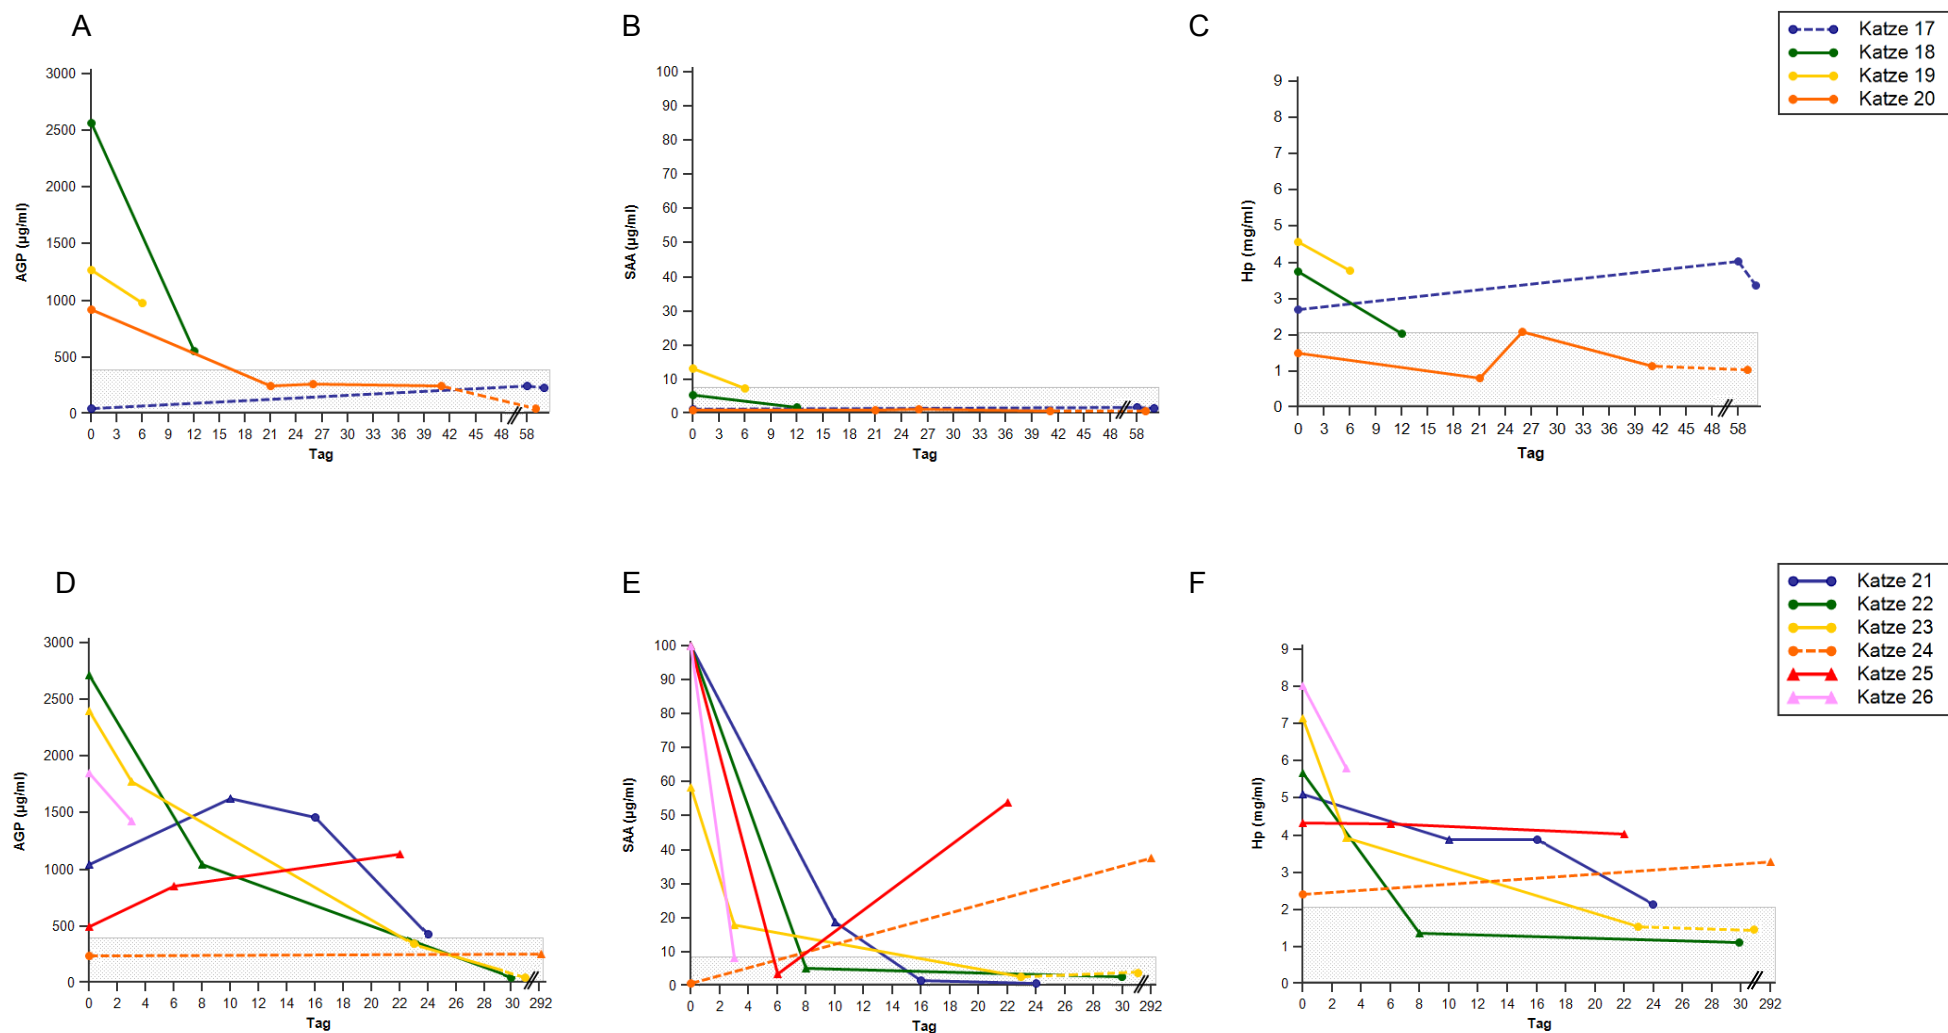 A
B
C
Katze 17
Katze 18
Katze 19
Katze 20
3000
2500
2000
1500
1000
500
0
AGP (µg/ml)
0 3 6 9 12 15 18 21 24 27 30 33 36 39 42 48 58
Tag
100
90
80
70
60
50
40
30
20
10
0
SAA (µg/ml)
0 3 6 9 12 15 18 21 24 27 30 33 36 39 42 48 58
Tag
9
8
7
6
5
4
3
2
1
0
Hp (mg/ml)
0 3 6 9 12 15 18 21 24 27 30 33 36 39 42 48 58
Tag
D
E
F
Katze 21
Katze 22
Katze 23
Katze 24
Katze 25
Katze 26
3000
2500
2000
1500
1000
500
0
AGP (µg/ml)
0 2 4 6 8 10 12 14 16 18 20 22 24 26 28 30 292
Tag
100
90
80
70
60
50
40
30
20
10
0
SAA (µg/ml)
0 2 4 6 8 10 12 14 16 18 20 22 24 26 28 30 292
Tag
9
8
7
6
5
4
3
2
1
0
Hp (mg/ml)
0 2 4 6 8 10 12 14 16 18 20 22 24 26 28 30 292
Tag